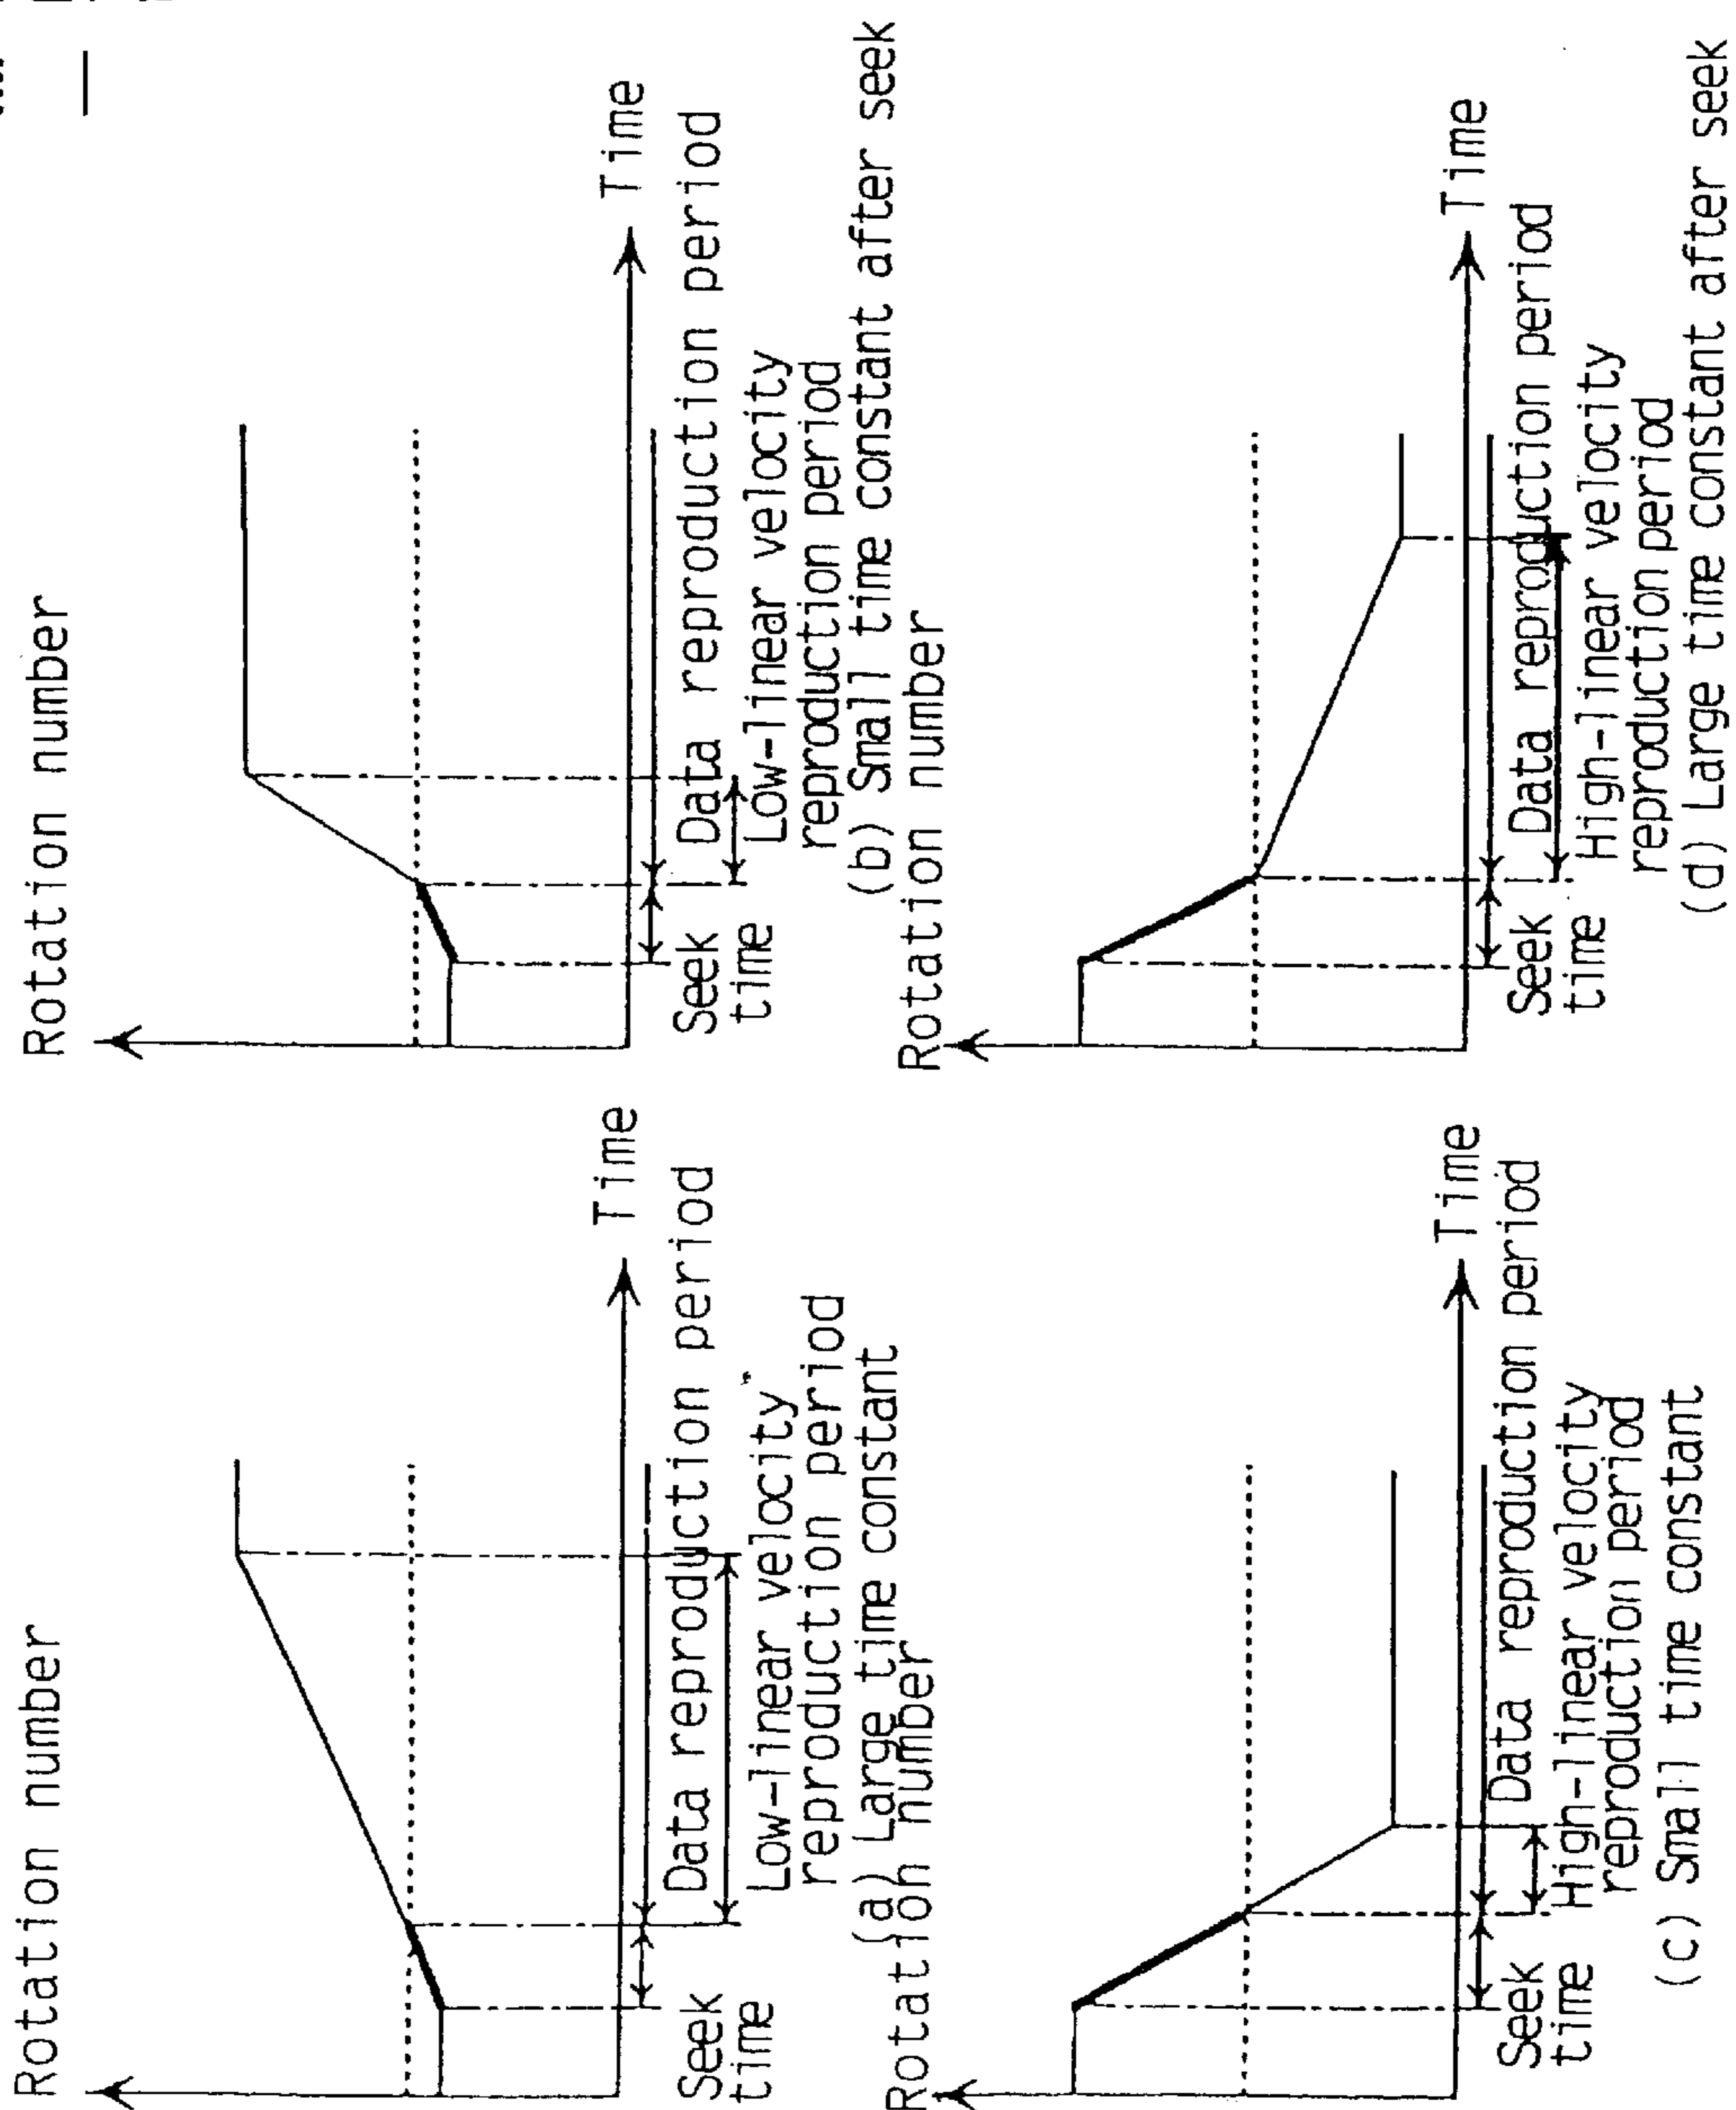 Rotation number
Time
Seek
time
Data reproduction period
Low-linear velocity
reproduction period
(a) Large time constant
Rotation number
Time
Seek
time
Data reproduction period
Low-linear velocity
reproduction period
(b) Small time constant after seek
Rotation number
Time
Seek
time
Data reproduction period
High-linear velocity
reproduction period
(c) Small time constant
Rotation number
Time
Seek
time
Data reproduction period
High-linear velocity
reproduction period
(d) Large time constant after seek